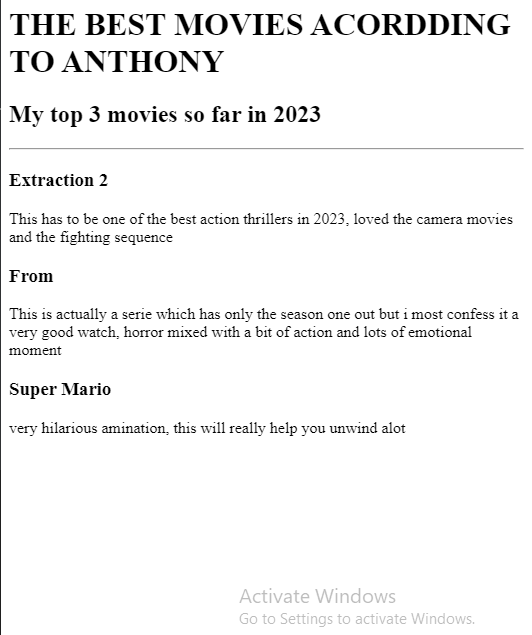 THE BEST MOVIES ACORDDING
TO ANTHONY
My top 3 movies so far in 2023
Extraction 2
This has to be one of the best action thrillers in 2023, loved the camera movies
and the fighting sequence
From
This is actually a serie which has only the season one out but i most confess it a
very good watch, horror mixed with a bit of action and lots of emotional
moment
Super Mario
very hilarious amination, this will really help you unwind alot
Activate Windows
Go to Settings to activate Windows.